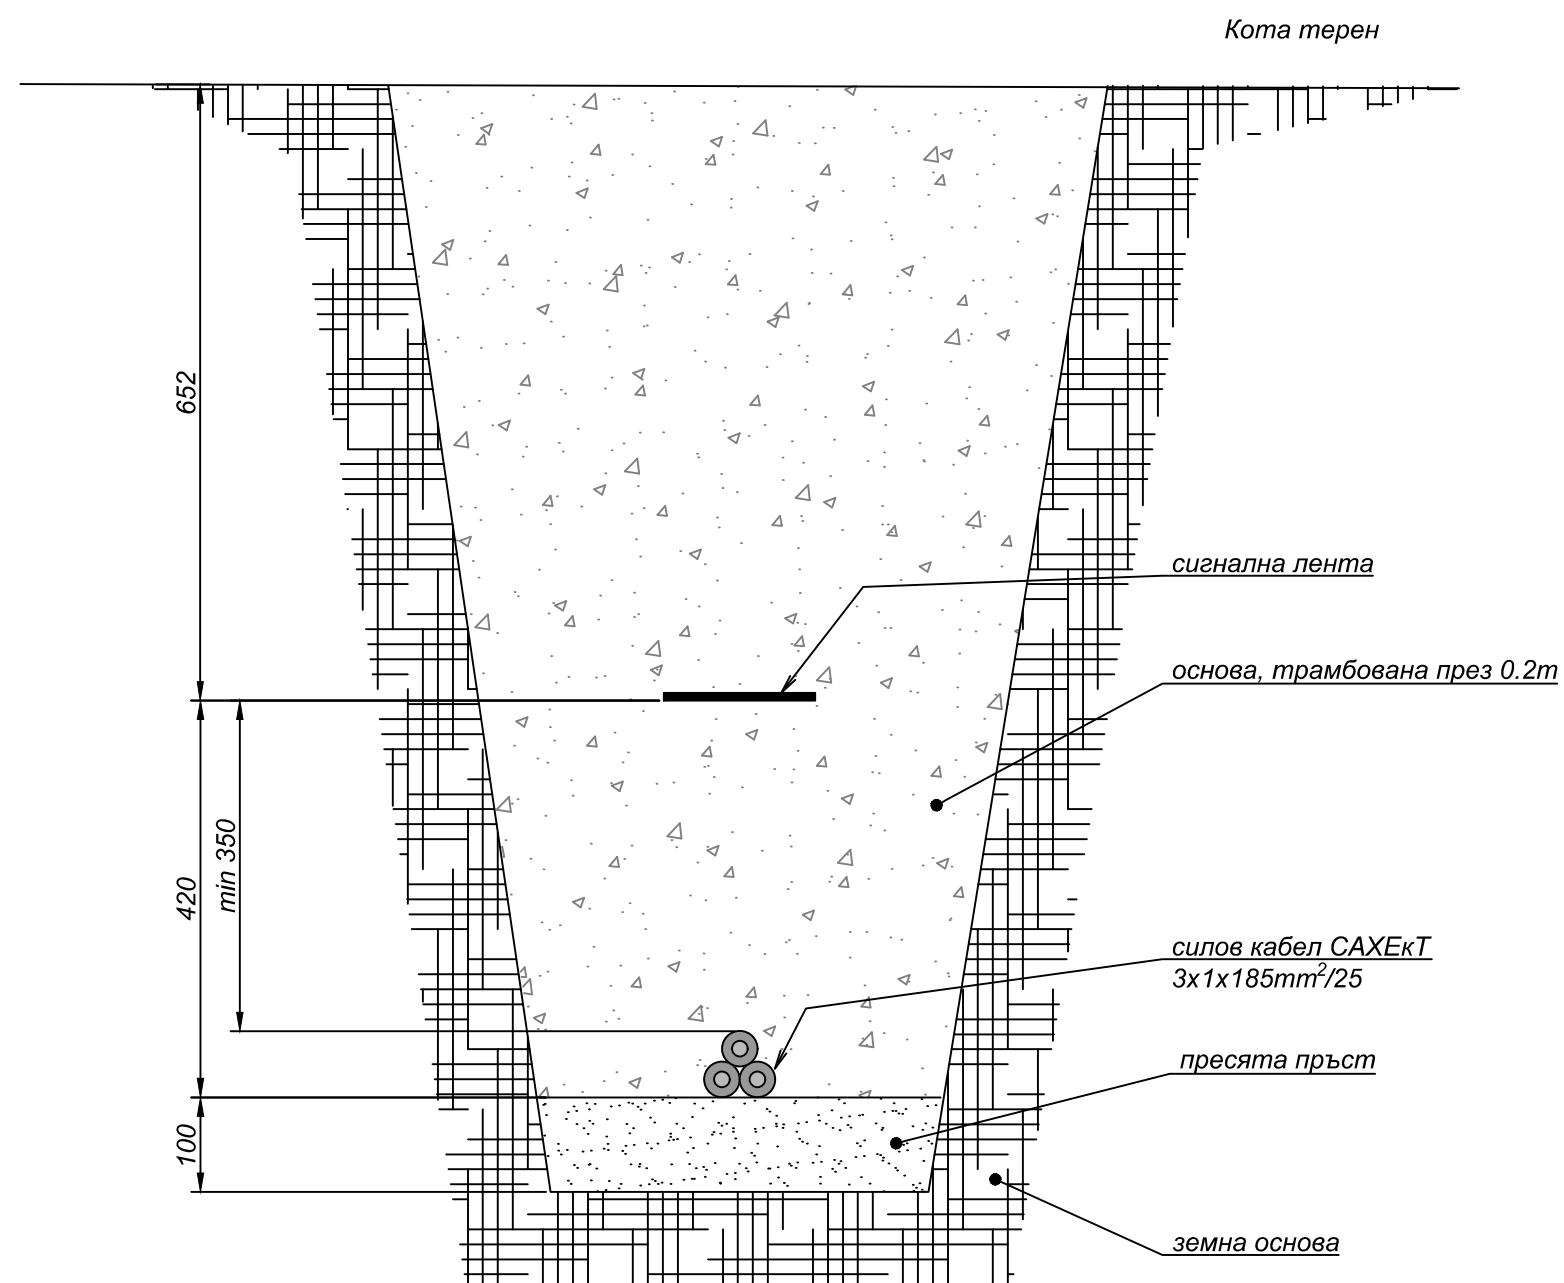 Кота терен
652
сигнална лента
основа, трамбована през 0.2m
min 350
420
силов кабел САХЕкТ
3x1x185mm²/25
пресята пръст
100
земна основа